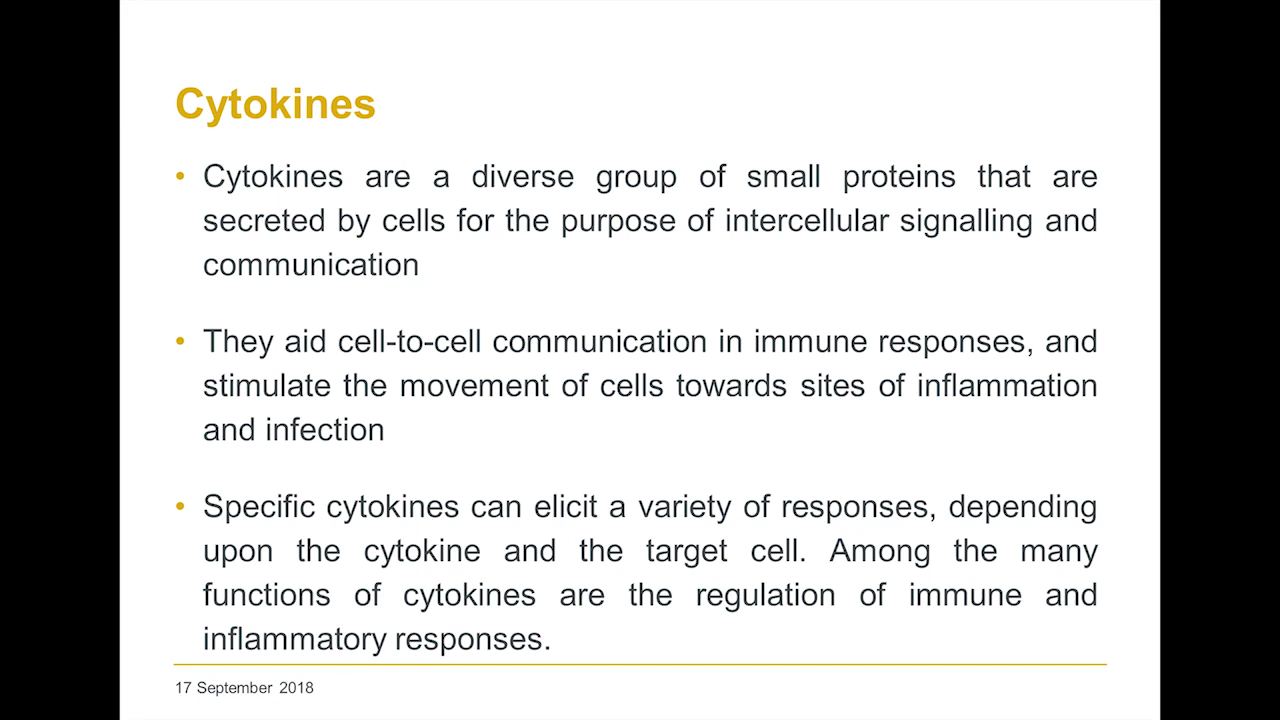 Cytokines
• Cytokines are a diverse group of small proteins that are
secreted by cells for the purpose of intercellular signalling and
communication
• They aid cell-to-cell communication in immune responses, and
stimulate the movement of cells towards sites of inflammation
and infection
• Specific cytokines can elicit a variety of responses, depending
upon the cytokine and the target cell. Among the many
functions of cytokines are the regulation of immune and
inflammatory responses.
17 September 2018